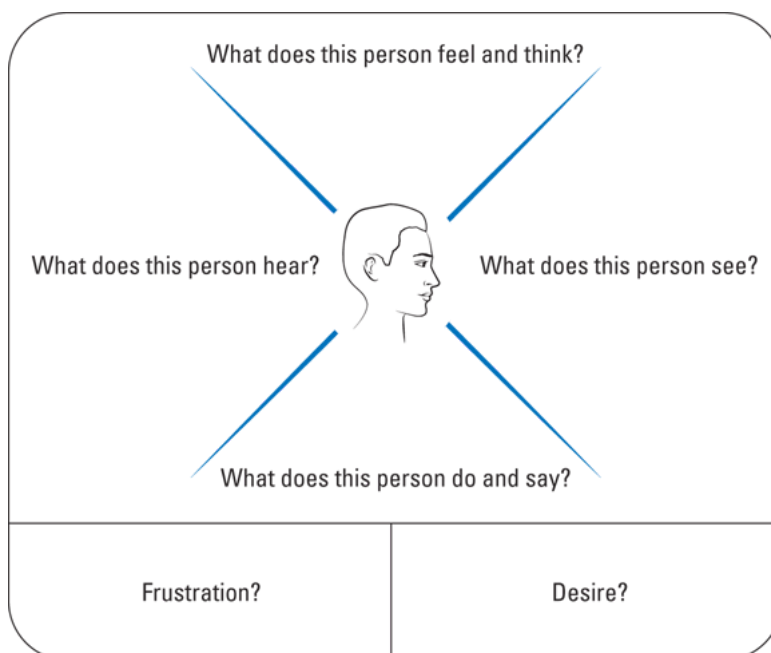 What does this person feel and think?
What does this person hear?
What does this person see?
What does this person do and say?
Frustration?
Desire?